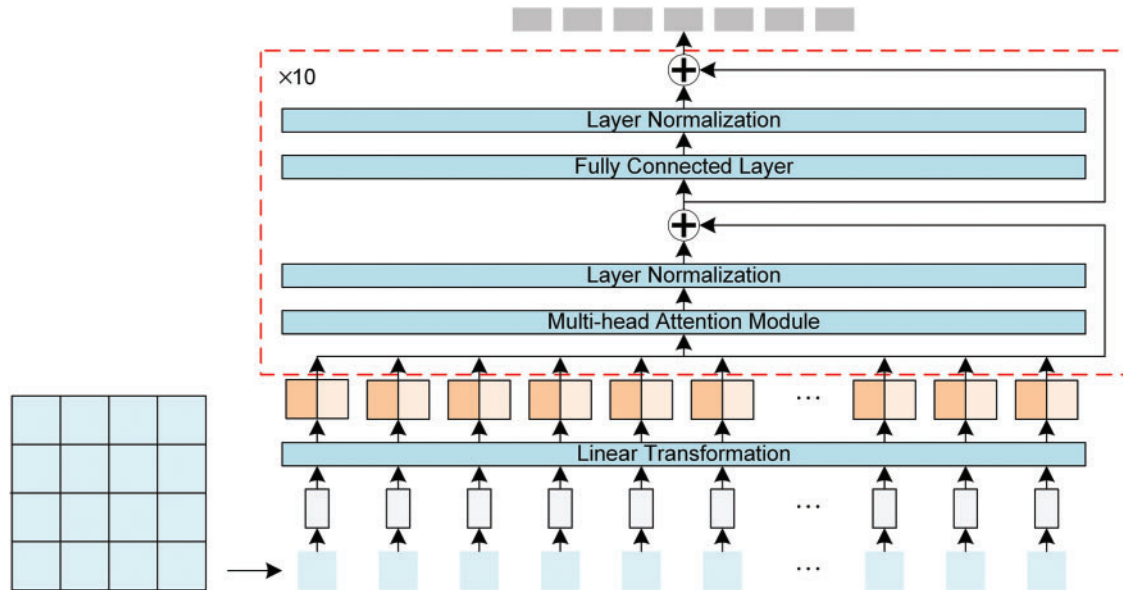 ×10
Layer Normalization
Fully Connected Layer
Layer Normalization
Multi-head Attention Module
...
Linear Transformation
...
...